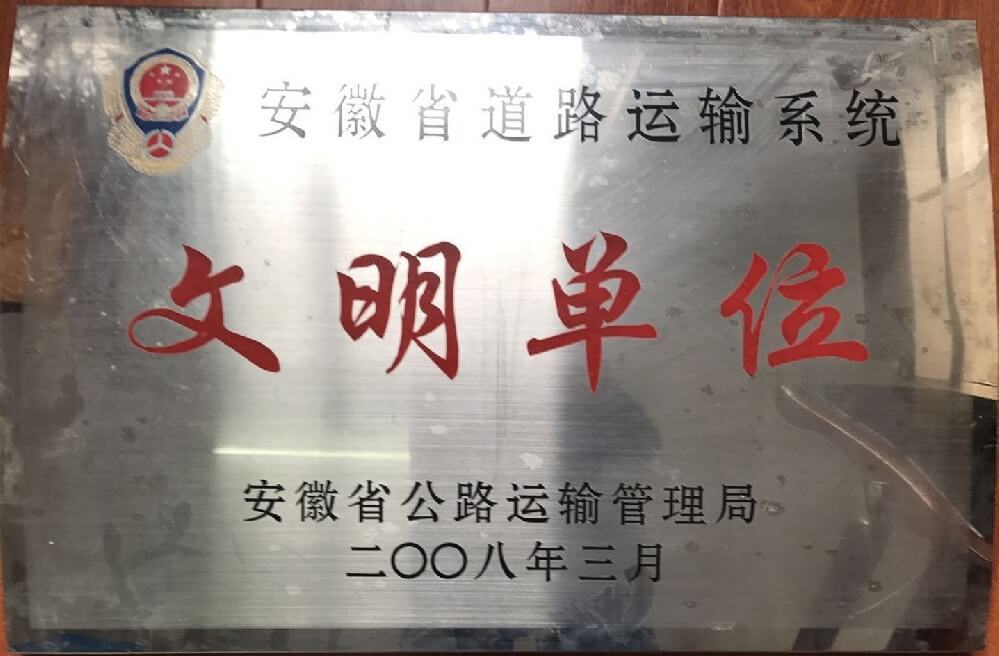 安徽省道路运输系统
文明单位
安徽省公路运输管理局
二〇〇八年三月